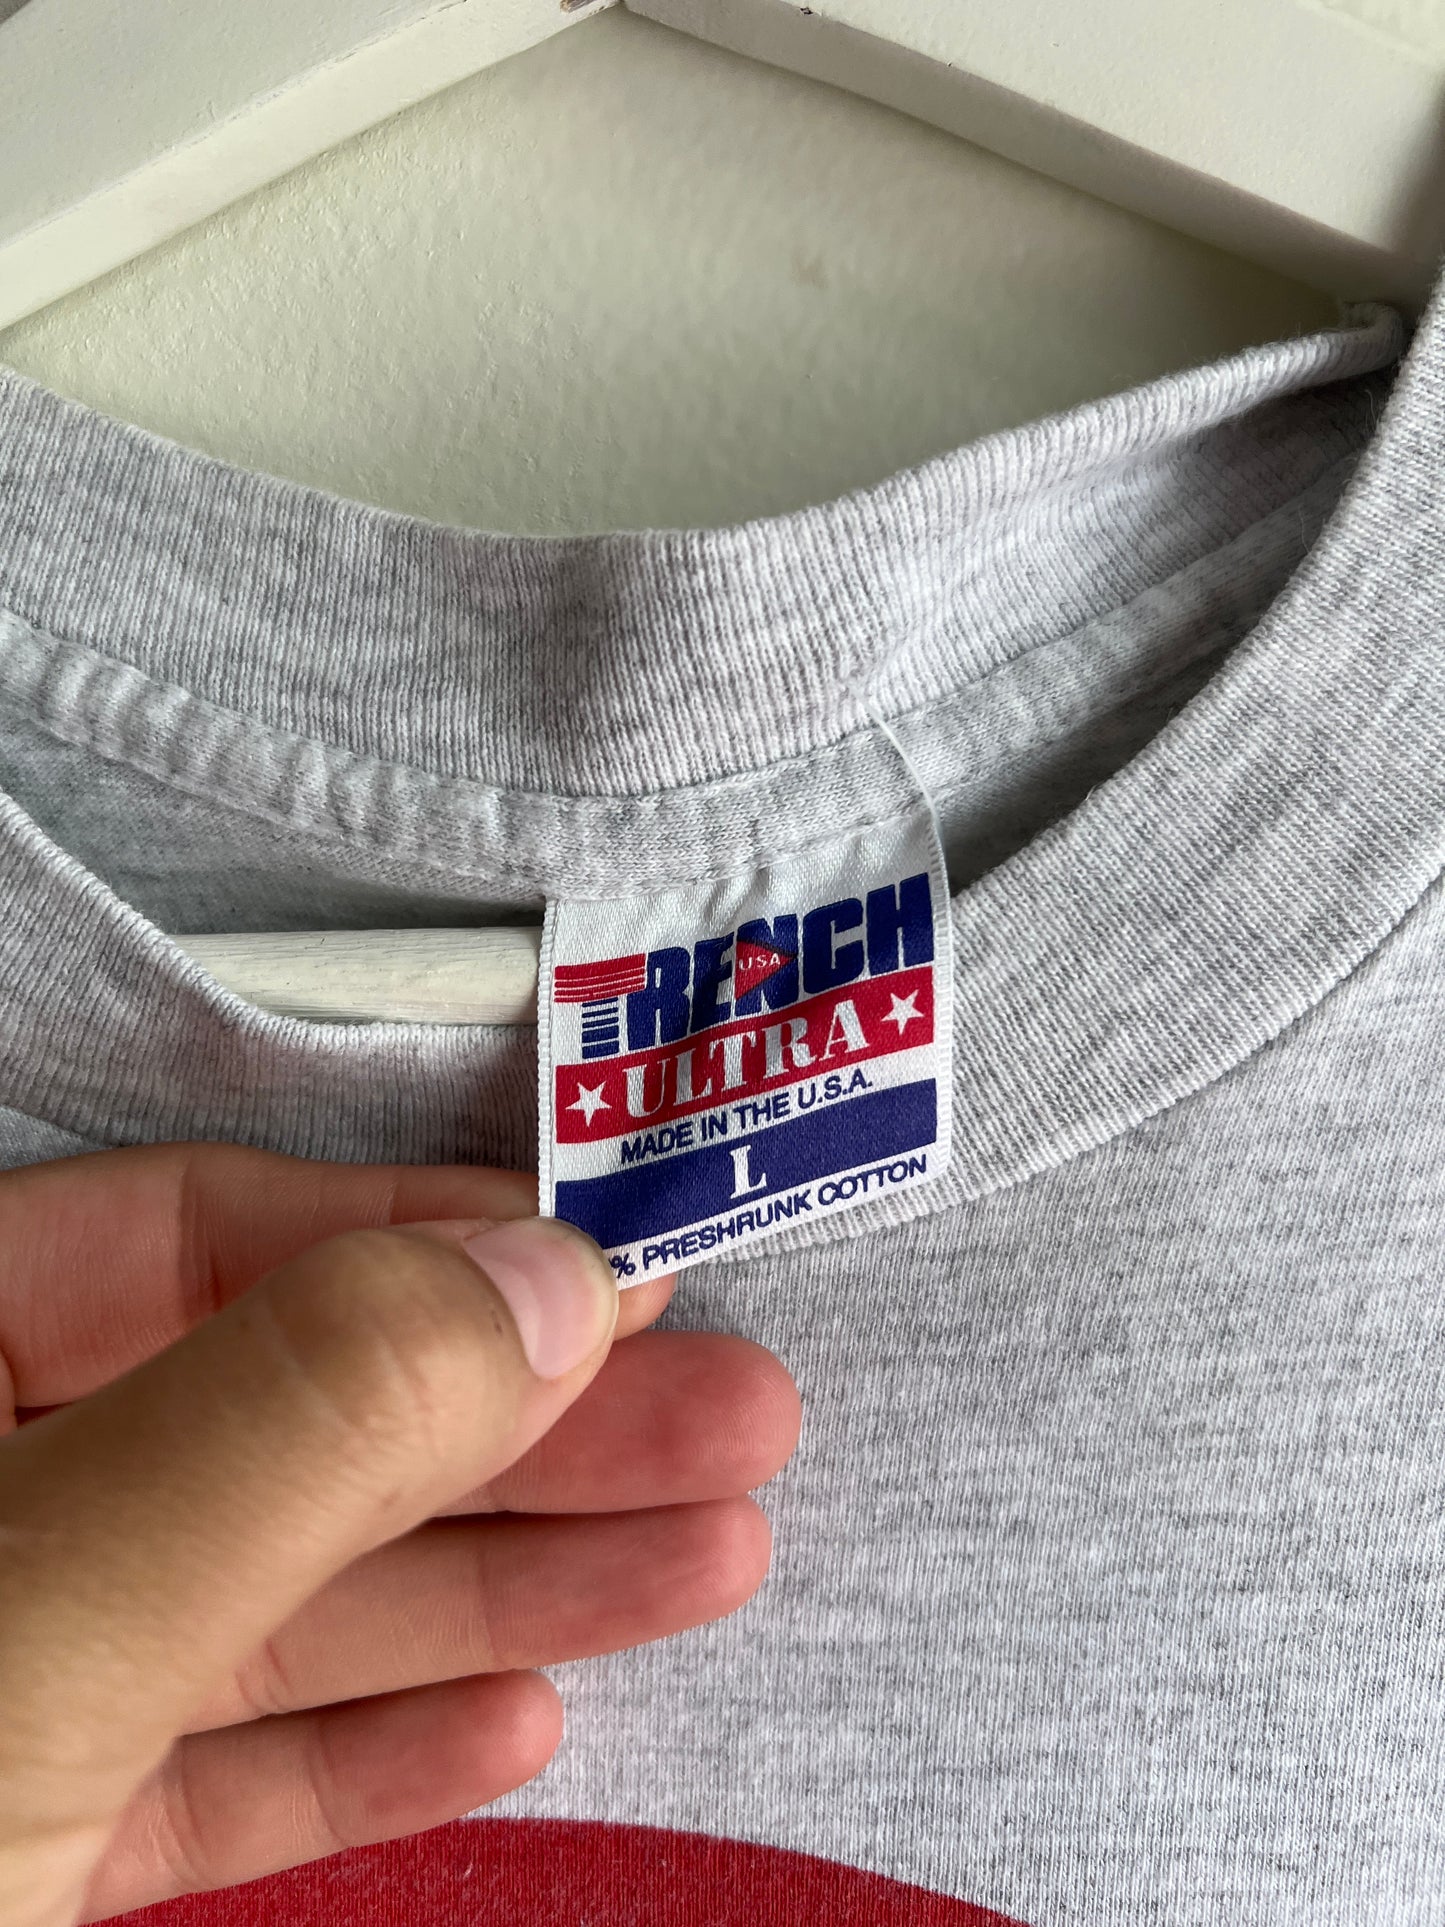 TRENCH
USA
ULTRA
MADE IN THE U.S.A.
L
% PRESHRUNK COTTON